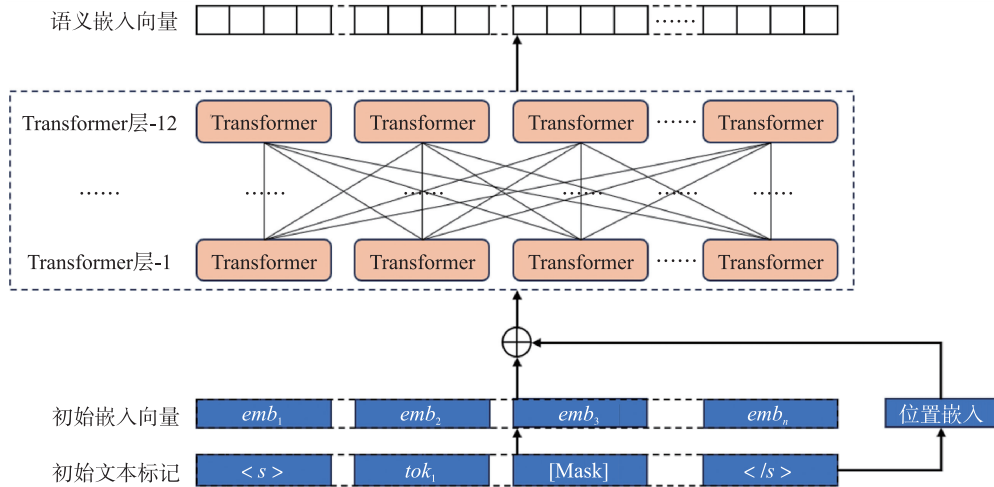 语义嵌入向量 ……
Transformer层-12 Transformer Transformer Transformer …… Transformer
…… …… …… …… ……
Transformer层-1 Transformer Transformer Transformer …… Transformer
初始嵌入向量 emb₁ emb₂ emb₃ embₙ 位置嵌入
初始文本标记 < s > tok₁ [Mask] < /s >